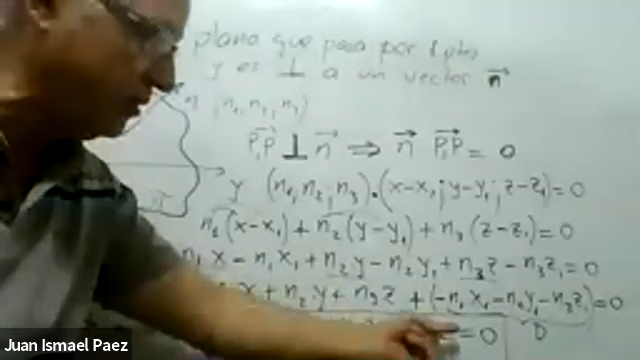 plano que pasa por 1 pto
y es ⊥ a un vector n⃗
n (n₁, n₂, n₃)
P₁P⃗ ⊥ n⃗ ⇒ n⃗ P₁P⃗ = 0
y (n₁, n₂; n₃)·(x-x₁; y-y₁; z-z₁)=0
π
n₁(x-x₁)+n₂(y-y₁)+n₃(z-z₁)=0
n₁x-n₁x₁+n₂y-n₂y₁+n₃z-n₃z₁=0
x+n₂y+n₃z+(-n₁x₁-n₂y₁-n₃z₁)=0
=0 D
Juan Ismael Paez